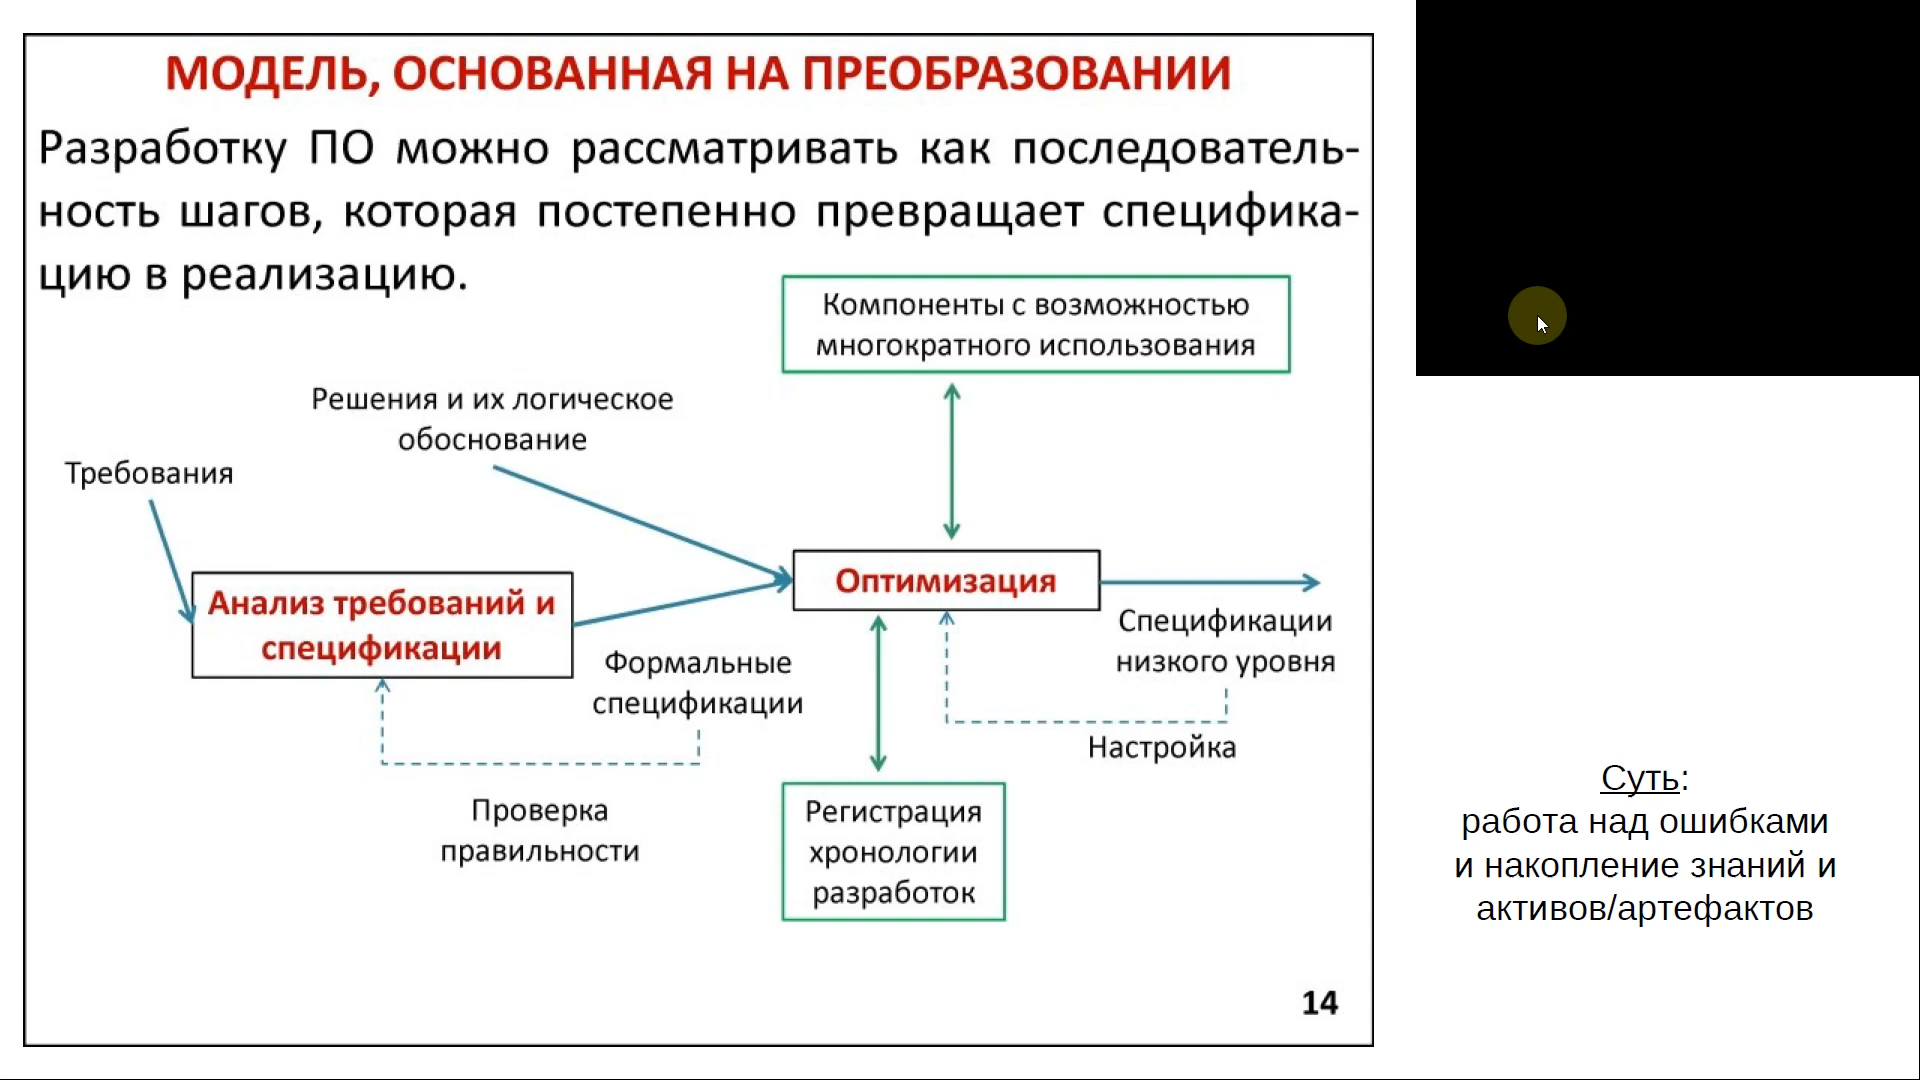 МОДЕЛЬ, ОСНОВАННАЯ НА ПРЕОБРАЗОВАНИИ
Разработку ПО можно рассматривать как последователь-
ность шагов, которая постепенно превращает специфика-
цию в реализацию.
Компоненты с возможностью
многократного использования
Решения и их логическое
обоснование
Требования
Анализ требований и
спецификации
Оптимизация
Формальные
спецификации
Спецификации
низкого уровня
Настройка
Проверка
правильности
Регистрация
хронологии
разработок
14
Суть:
работа над ошибками
и накопление знаний и
активов/артефактов